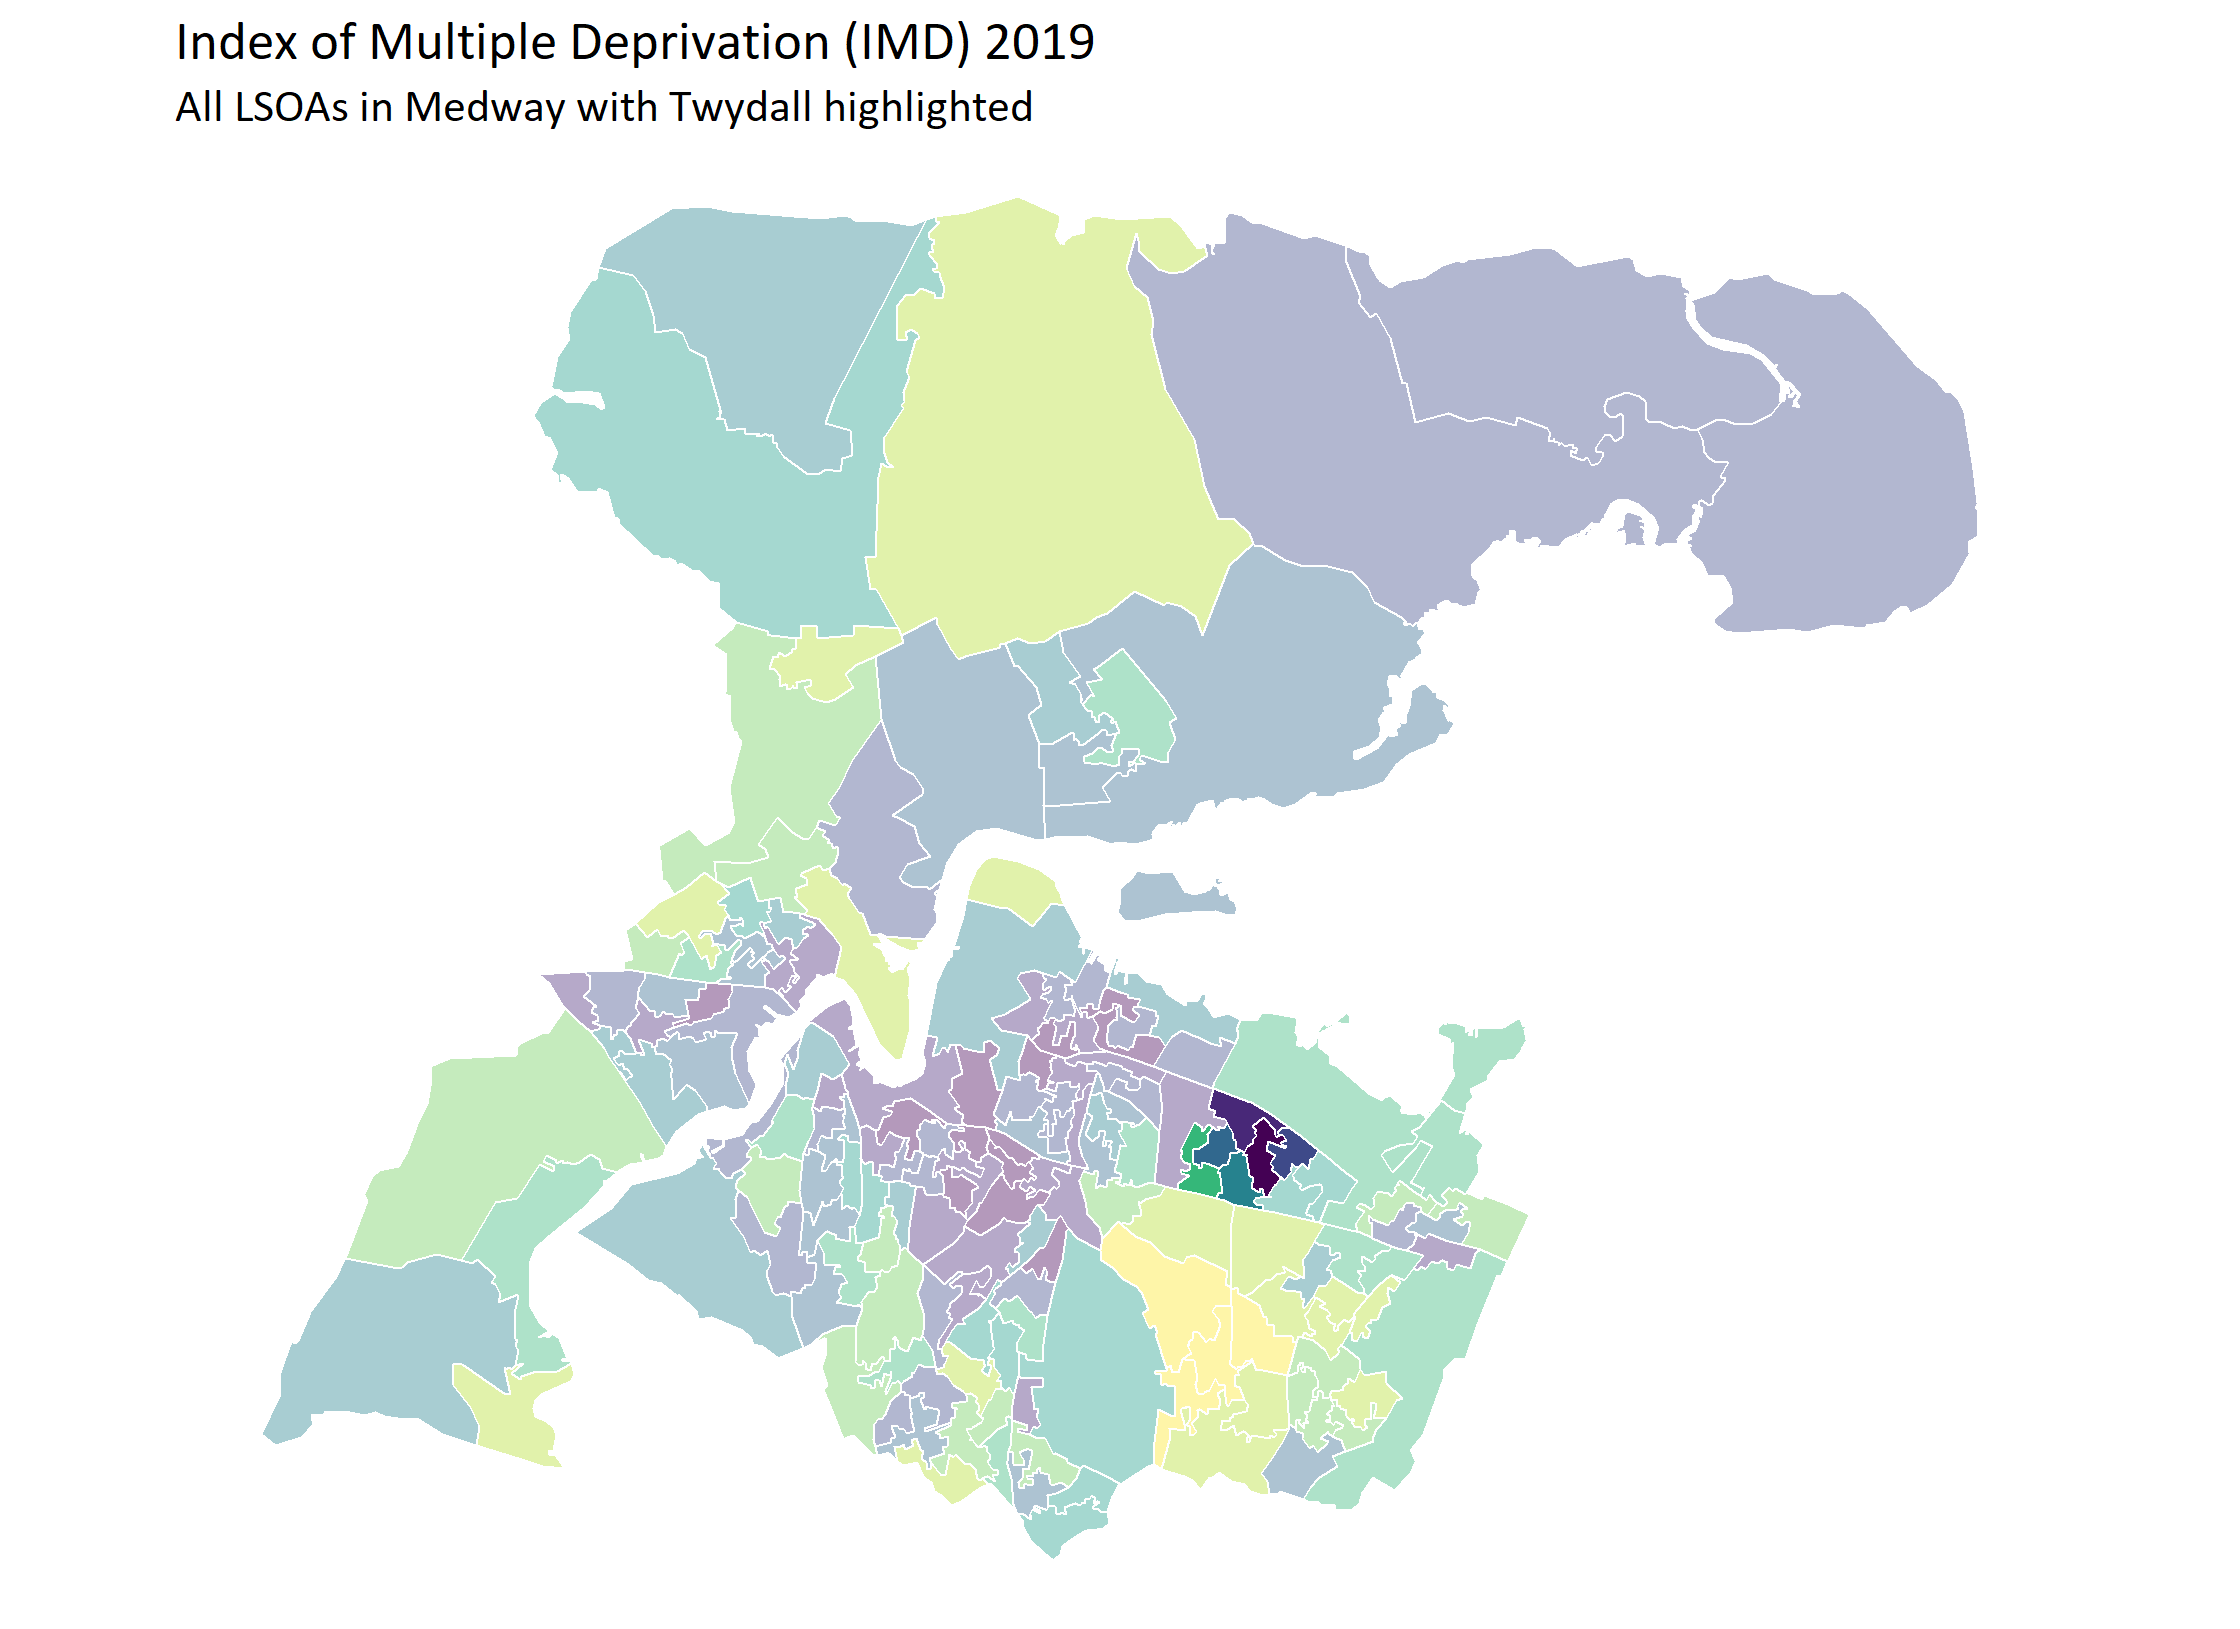 Index of Multiple Deprivation (IMD) 2019
All LSOAs in Medway with Twydall highlighted